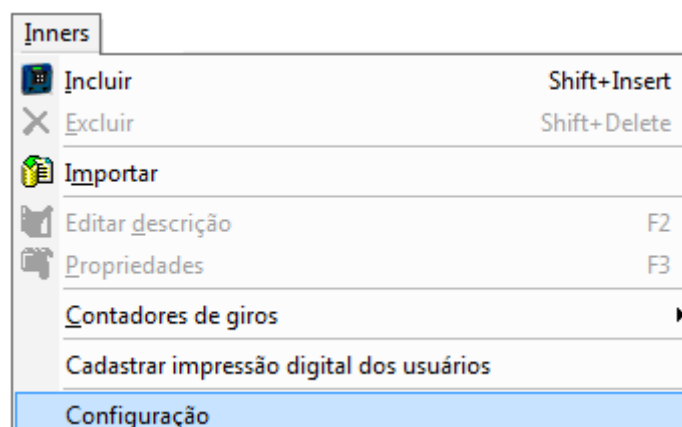 Inners
Incluir Shift+Insert
Excluir Shift+Delete
Importar
Editar descrição F2
Propriedades F3
Contadores de giros
Cadastrar impressão digital dos usuários
Configuração